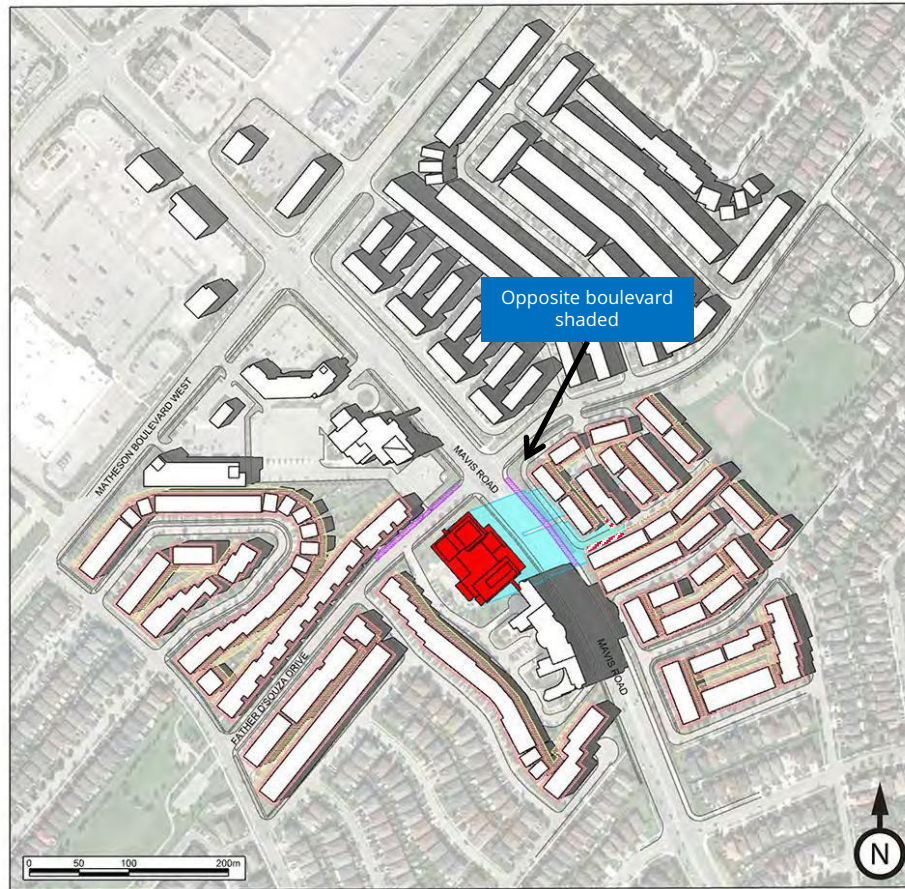 Opposite boulevard
shaded
MATHESON BOULEVARD WEST
MAVIS ROAD
MAVIS ROAD
FATHER D'SOUZA DRIVE
0 50 100 200m
N